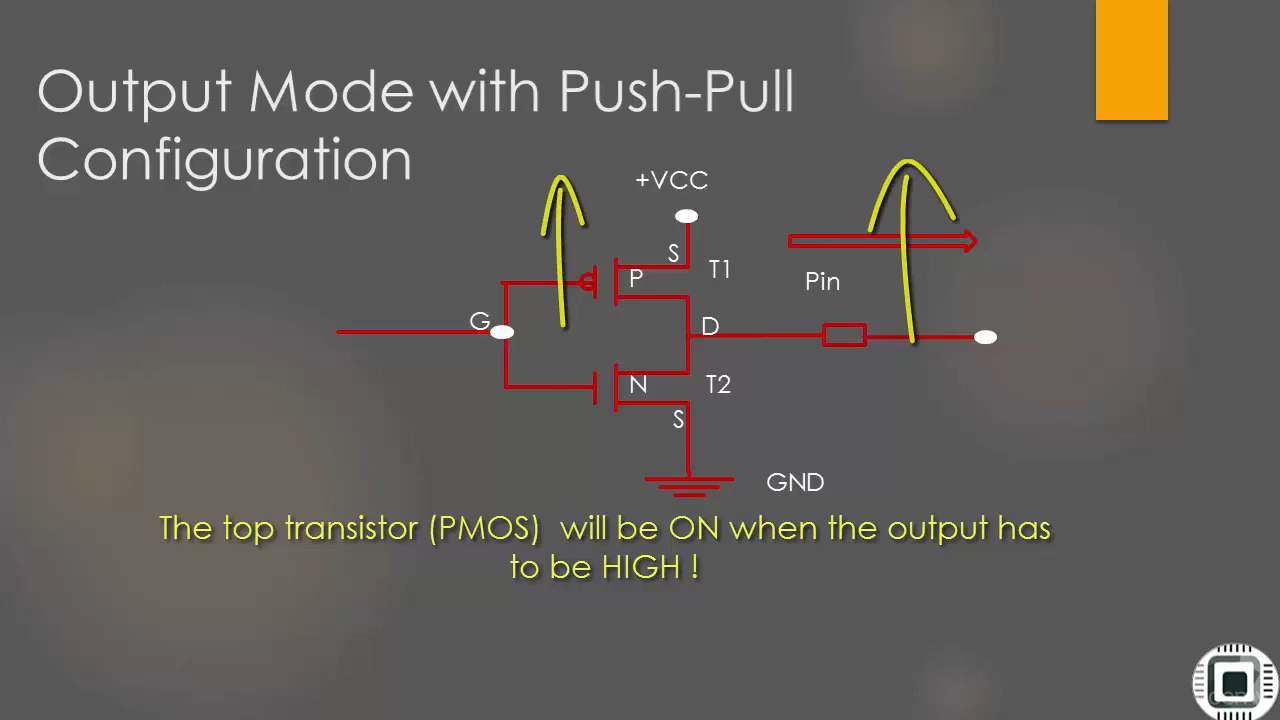 Output Mode with Push-Pull
Configuration
+VCC
S
T1
P
Pin
G
D
N
T2
S
GND
The top transistor (PMOS)  will be ON when the output has
to be HIGH !